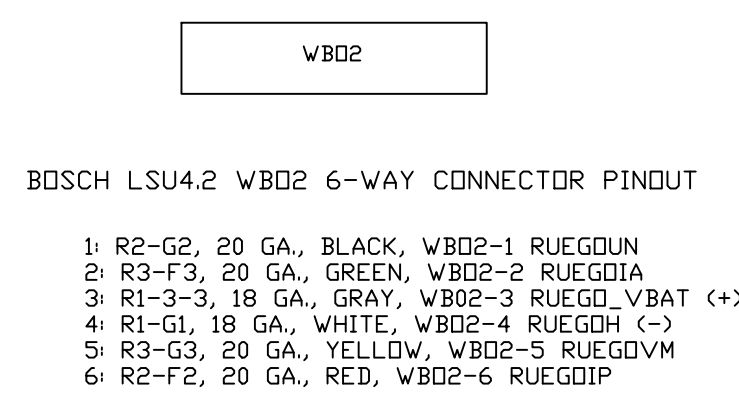 WBO2
BOSCH LSU4.2 WBO2 6-WAY CONNECTOR PINOUT
1: R2-G2, 20 GA., BLACK, WBO2-1 RUEGOUN
2: R3-F3, 20 GA., GREEN, WBO2-2 RUEGOIA
3: R1-3-3, 18 GA., GRAY, WB02-3 RUEGO_VBAT (+)
4: R1-G1, 18 GA., WHITE, WBO2-4 RUEGOH (-)
5: R3-G3, 20 GA., YELLOW, WBO2-5 RUEGOVM
6: R2-F2, 20 GA., RED, WBO2-6 RUEGOIP